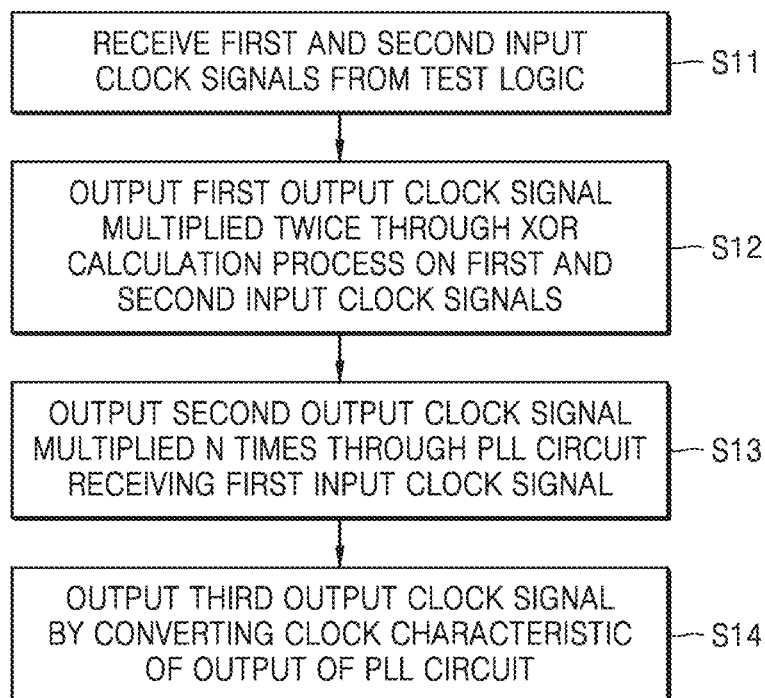 RECEIVE FIRST AND SECOND INPUT
CLOCK SIGNALS FROM TEST LOGIC
S11
OUTPUT FIRST OUTPUT CLOCK SIGNAL
MULTIPLIED TWICE THROUGH XOR
CALCULATION PROCESS ON FIRST AND
SECOND INPUT CLOCK SIGNALS
S12
OUTPUT SECOND OUTPUT CLOCK SIGNAL
MULTIPLIED N TIMES THROUGH PLL CIRCUIT
RECEIVING FIRST INPUT CLOCK SIGNAL
S13
OUTPUT THIRD OUTPUT CLOCK SIGNAL
BY CONVERTING CLOCK CHARACTERISTIC
OF OUTPUT OF PLL CIRCUIT
S14